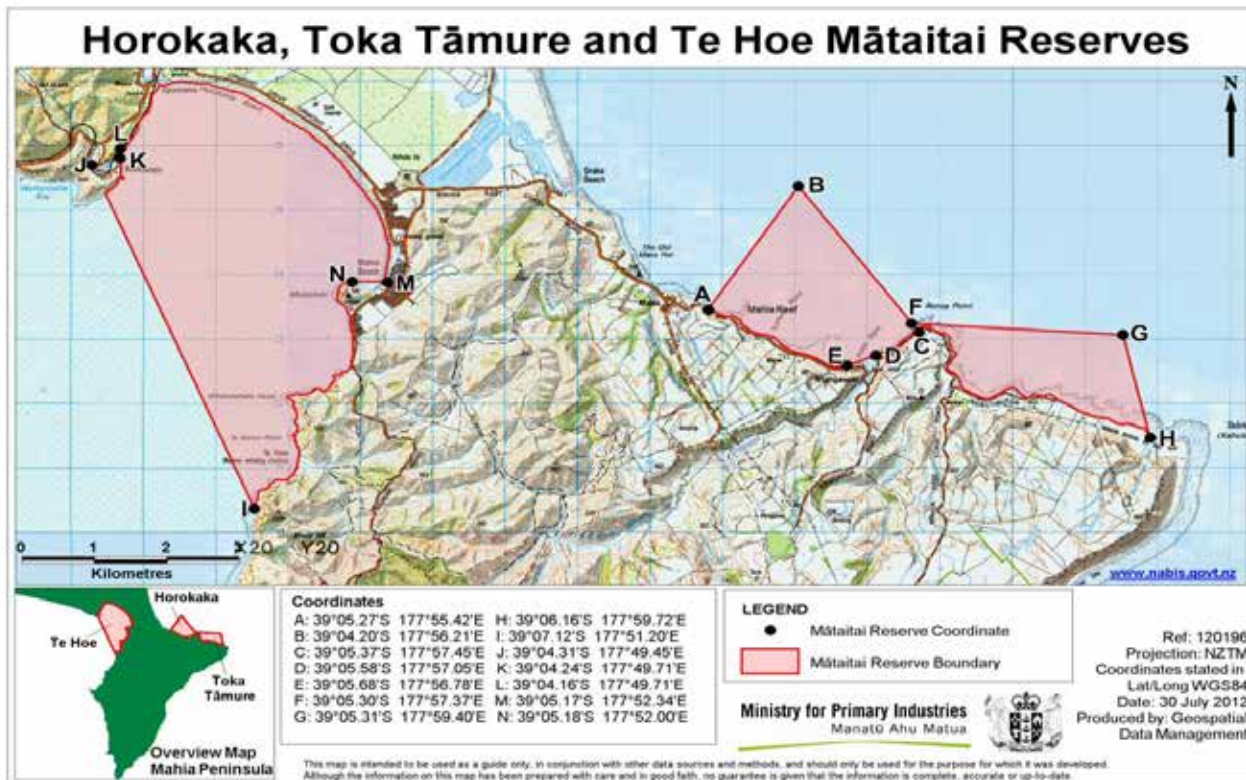 Horokaka, Toka Tāmure and Te Hoe Mātaitai Reserves
N
L
J
K
B
N
M
A
Mahia Reef
F
C
E
D
G
H
I
0 1 2 3
Kilometres
X20 Y20
www.nabis.govt.nz
Horokaka
Te Hoe
Toka
Tāmure
Overview Map
Mahia Peninsula
Coordinates
A: 39°05.27'S 177°55.42'E H: 39°06.16'S 177°59.72'E
B: 39°04.20'S 177°56.21'E I: 39°07.12'S 177°51.20'E
C: 39°05.37'S 177°57.45'E J: 39°04.31'S 177°49.45'E
D: 39°05.58'S 177°57.05'E K: 39°04.24'S 177°49.71'E
E: 39°05.68'S 177°56.78'E L: 39°04.16'S 177°49.71'E
F: 39°05.30'S 177°57.37'E M: 39°05.17'S 177°52.34'E
G: 39°05.31'S 177°59.40'E N: 39°05.18'S 177°52.00'E
LEGEND
Mātaitai Reserve Coordinate
Mātaitai Reserve Boundary
Ministry for Primary Industries
Manatū Ahu Matua
Ref: 120196
Projection: NZTM
Coordinates stated in
Lat/Long WGS84
Date: 30 July 2012
Produced by: Geospatial
Data Management
This map is intended to be used as a guide only, in conjunction with other data sources and methods, and should only be used for the purpose for which it was developed.
Although the information on this map has been prepared with care and in good faith, no guarantee is given that the information is complete, accurate or up-to-date.